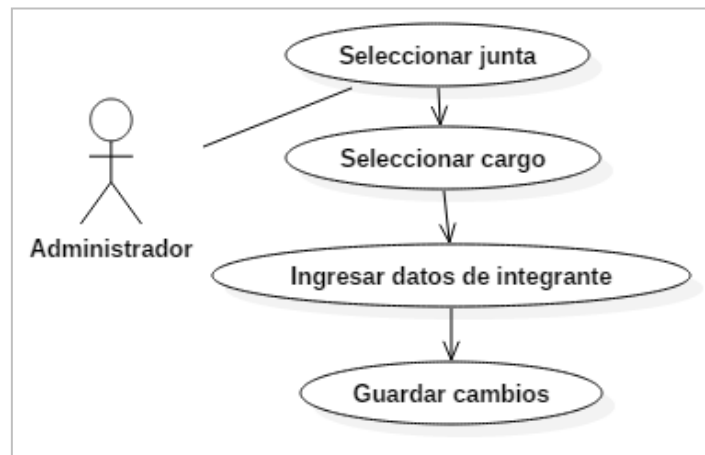 Seleccionar junta
Seleccionar cargo
Administrador
Ingresar datos de integrante
Guardar cambios